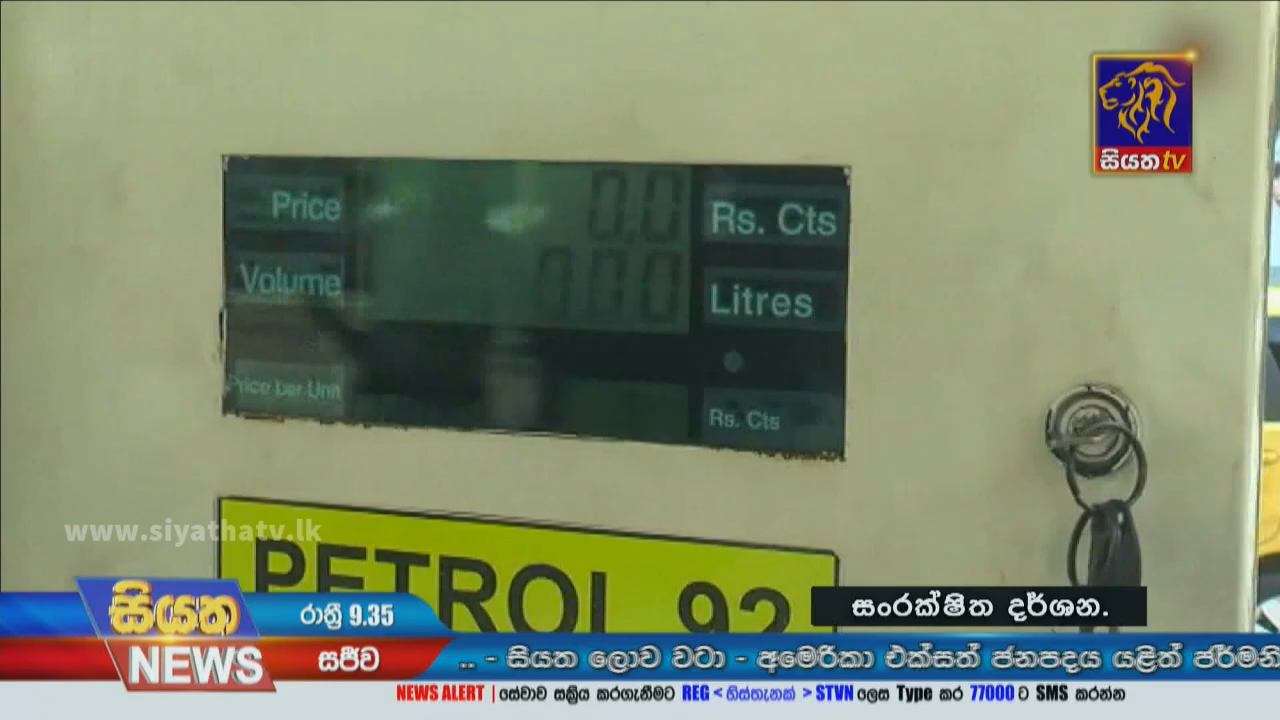 සියත tv
Price
Rs. Cts
0.0
Volume
Litres
Price per Unit
Rs. Cts
www.siyathatv.lk
PETROL 92
සංරක්ෂිත දර්ශන.
සියත
NEWS
රාත්‍රී 9.35
සජීව
.. - සියත ලොව වටා - අමෙරිකා එක්සත් ජනපදය යළිත් ජර්මනි
NEWS ALERT | සේවාව සක්‍රිය කරගැනීමට REG < හිස්තැනක් > STVN ලෙස Type කර 77000 ට SMS කරන්න